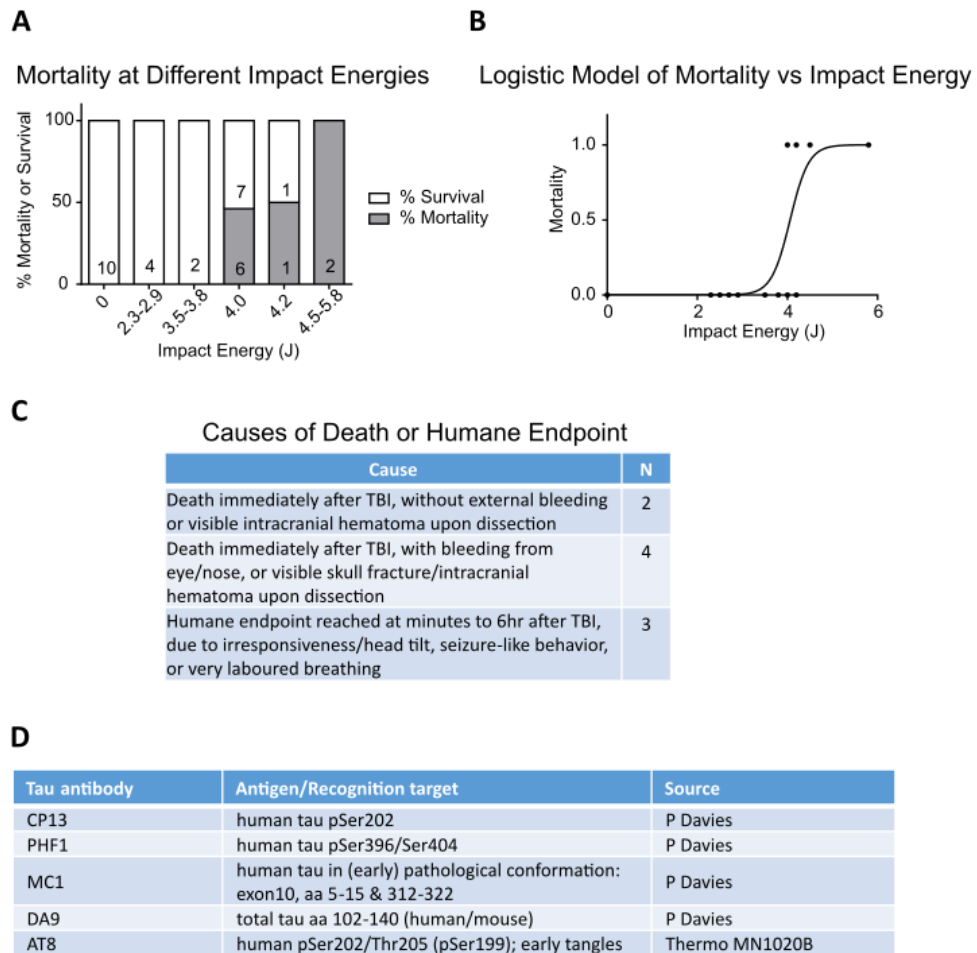 A
Mortality at Different Impact Energies
% Mortality or Survival
100
50
0
10
4
2
7
6
1
1
2
0
2.3-2.9
3.5-3.8
4.0
4.2
4.5-5.8
Impact Energy (J)
% Survival
% Mortality
B
Logistic Model of Mortality vs Impact Energy
Mortality
1.0
0.5
0.0
0
2
4
6
Impact Energy (J)
C
Causes of Death or Humane Endpoint
Cause N
Death immediately after TBI, without external bleeding 2
or visible intracranial hematoma upon dissection
Death immediately after TBI, with bleeding from 4
eye/nose, or visible skull fracture/intracranial
hematoma upon dissection
Humane endpoint reached at minutes to 6hr after TBI, 3
due to irresponsiveness/head tilt, seizure-like behavior,
or very laboured breathing
D
Tau antibody Antigen/Recognition target Source
CP13 human tau pSer202 P Davies
PHF1 human tau pSer396/Ser404 P Davies
MC1 human tau in (early) pathological conformation: P Davies
exon10, aa 5-15 & 312-322
DA9 total tau aa 102-140 (human/mouse) P Davies
AT8 human pSer202/Thr205 (pSer199); early tangles Thermo MN1020B